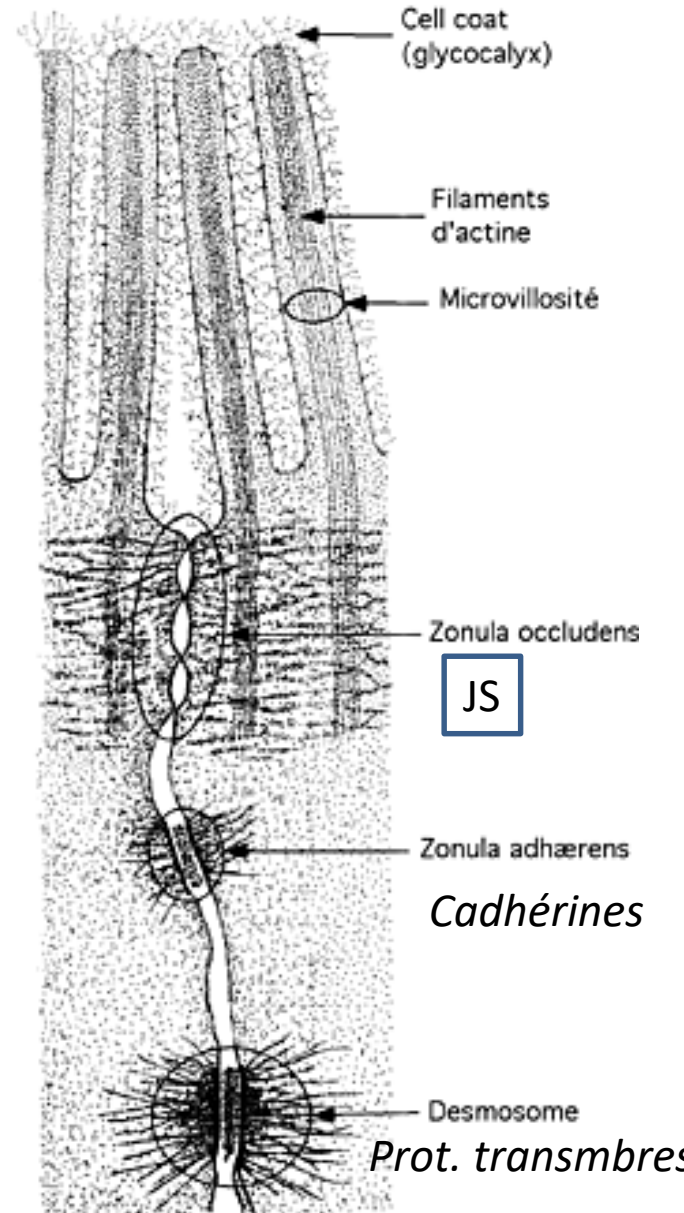 Cell coat
(glycocalyx)
Filaments
d'actine
Microvillosité
Zonula occludens
JS
Zonula adhærens
Cadhérines
Desmosome
Prot. transmbres